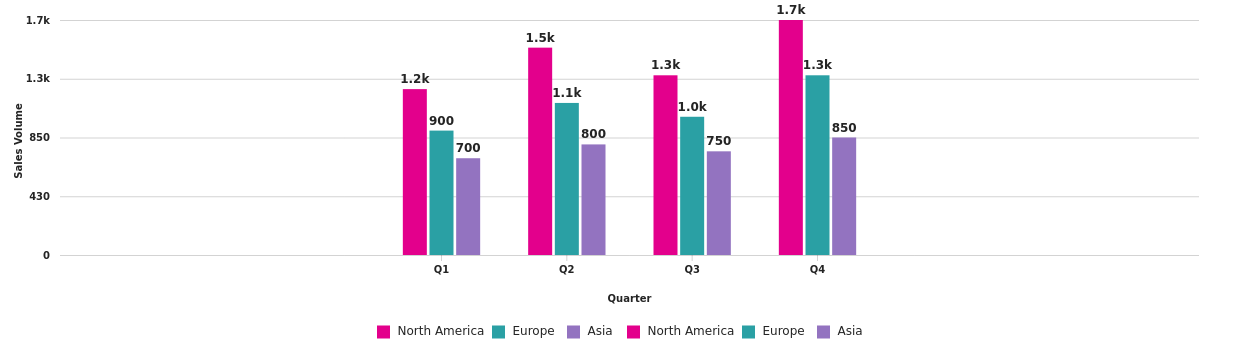 1.7k
1.3k
850
430
0
Sales Volume
1.2k 900 700
1.5k 1.1k 800
1.3k 1.0k 750
1.7k 1.3k 850
Q1 Q2 Q3 Q4
Quarter
North America Europe Asia North America Europe Asia